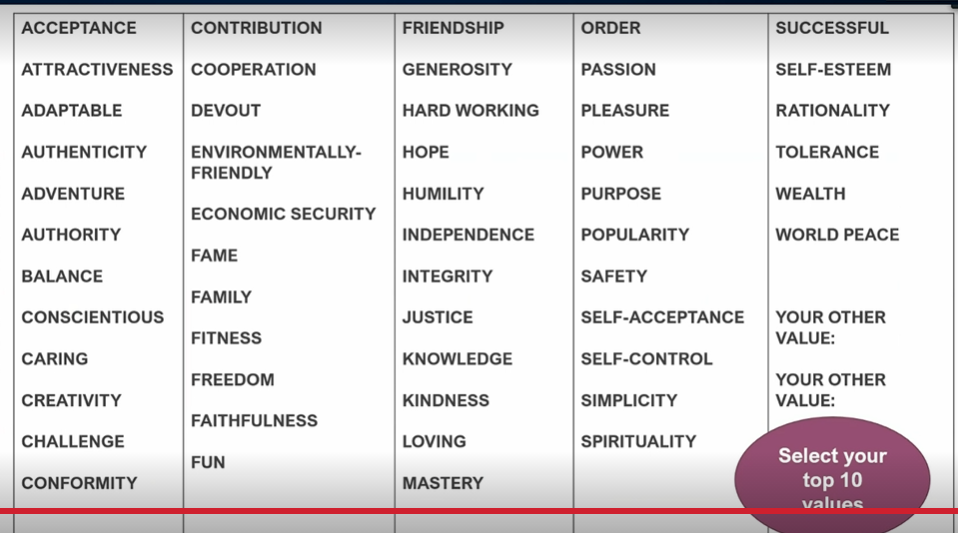 ACCEPTANCE
ATTRACTIVENESS
ADAPTABLE
AUTHENTICITY
ADVENTURE
AUTHORITY
BALANCE
CONSCIENTIOUS
CARING
CREATIVITY
CHALLENGE
CONFORMITY
CONTRIBUTION
COOPERATION
DEVOUT
ENVIRONMENTALLY-
FRIENDLY
ECONOMIC SECURITY
FAME
FAMILY
FITNESS
FREEDOM
FAITHFULNESS
FUN
FRIENDSHIP
GENEROSITY
HARD WORKING
HOPE
HUMILITY
INDEPENDENCE
INTEGRITY
JUSTICE
KNOWLEDGE
KINDNESS
LOVING
MASTERY
ORDER
PASSION
PLEASURE
POWER
PURPOSE
POPULARITY
SAFETY
SELF-ACCEPTANCE
SELF-CONTROL
SIMPLICITY
SPIRITUALITY
SUCCESSFUL
SELF-ESTEEM
RATIONALITY
TOLERANCE
WEALTH
WORLD PEACE
YOUR OTHER
VALUE:
YOUR OTHER
VALUE:
Select your
top 10
values